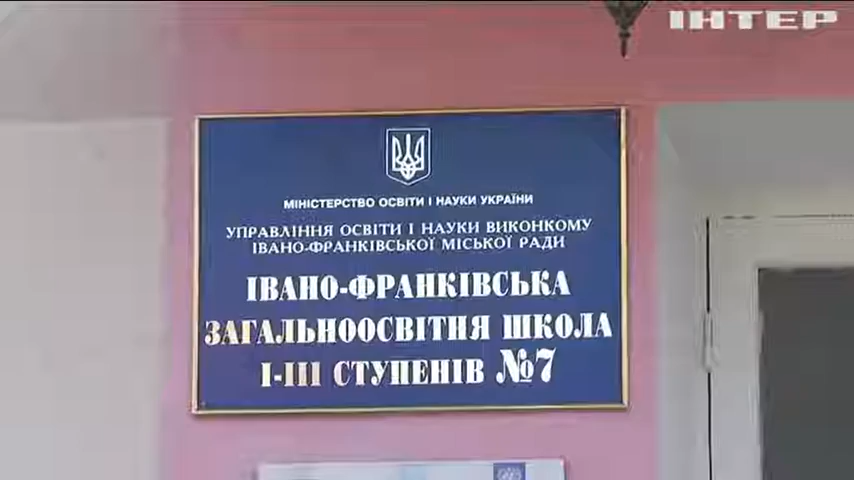 ІНТЕР
МІНІСТЕРСТВО ОСВІТИ І НАУКИ УКРАЇНИ
УПРАВЛІННЯ ОСВІТИ І НАУКИ ВИКОНКОМУ
ІВАНО-ФРАНКІВСЬКОЇ МІСЬКОЇ РАДИ
ІВАНО-ФРАНКІВСЬКА
ЗАГАЛЬНООСВІТНЯ ШКОЛА
І-ІІІ СТУПЕНІВ №7